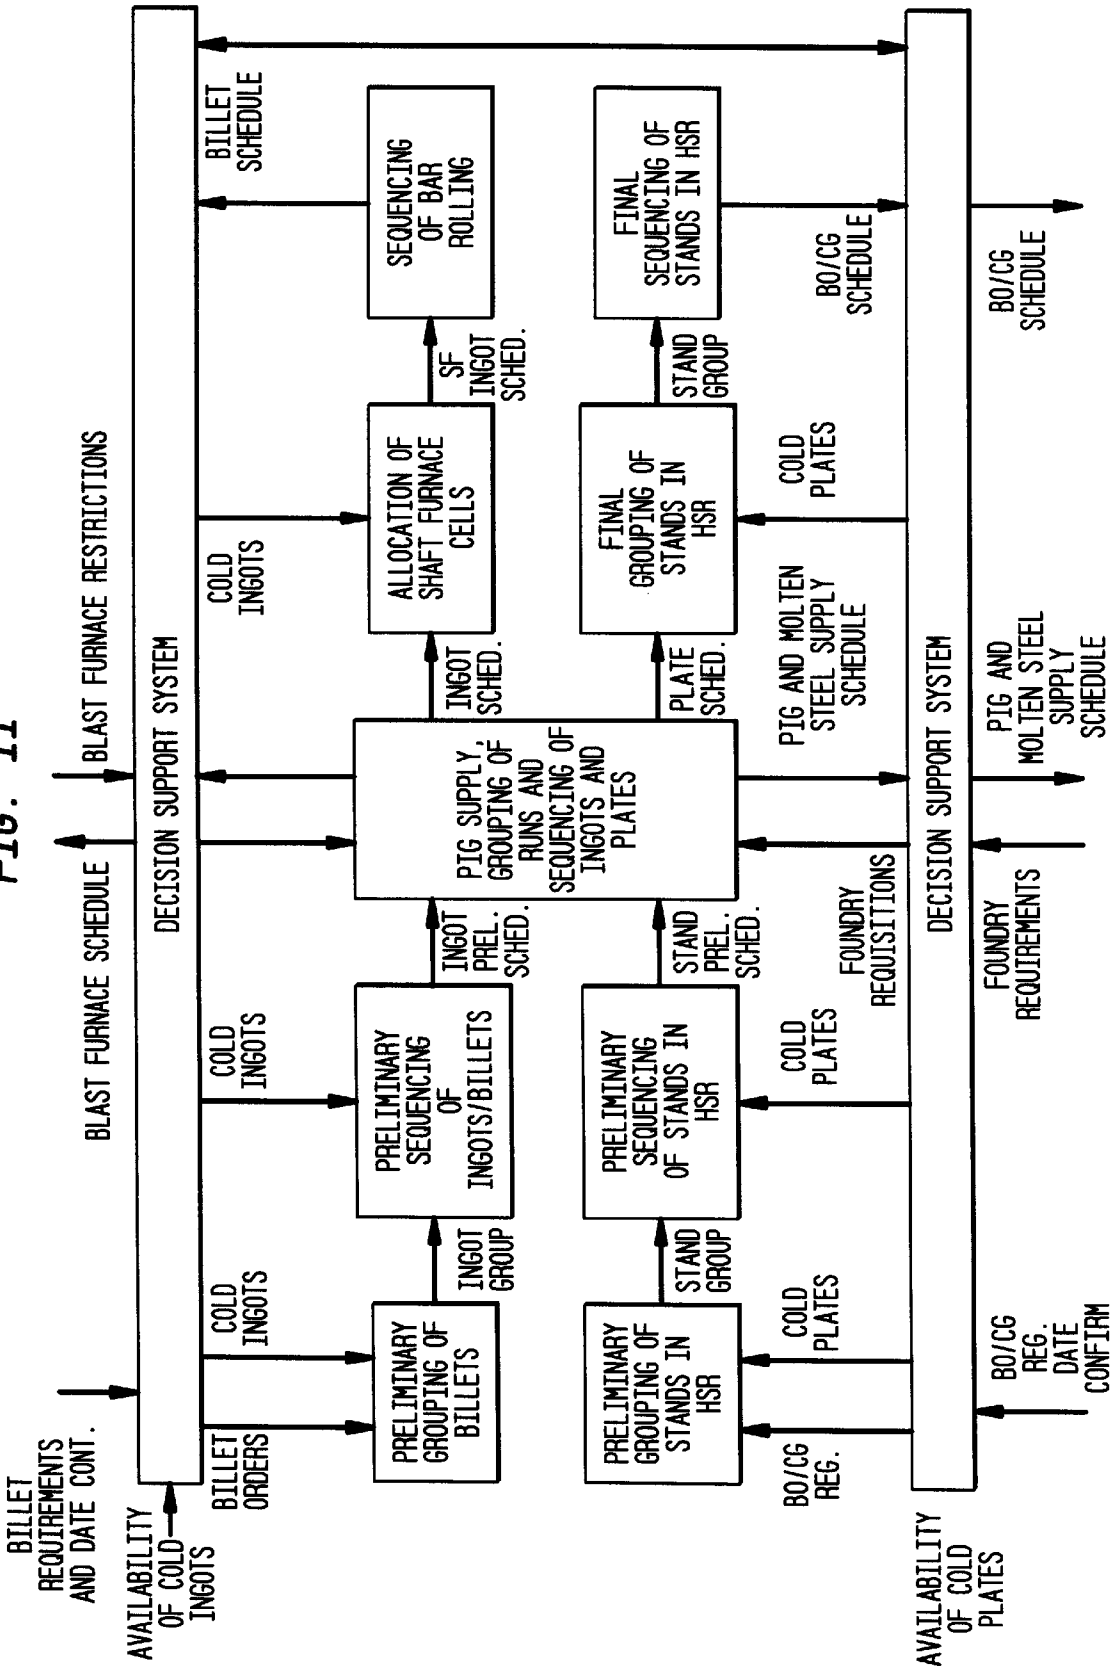 FIG. 11
BILLET
REQUIREMENTS
AND DATE CONT.
BLAST FURNACE SCHEDULE
BLAST FURNACE RESTRICTIONS
AVAILABILITY
OF COLD
INGOTS
DECISION SUPPORT SYSTEM
BILLET
ORDERS
COLD
INGOTS
COLD
INGOTS
COLD
INGOTS
BILLET
SCHEDULE
PRELIMINARY
GROUPING OF
BILLETS
INGOT
GROUP
PRELIMINARY
SEQUENCING
OF
INGOTS/BILLETS
INGOT
PREL.
SCHED.
PIG SUPPLY,
GROUPING OF
RUNS AND
SEQUENCING OF
INGOTS AND
PLATES
INGOT
SCHED.
ALLOCATION OF
SHAFT FURNACE
CELLS
SF
INGOT
SCHED.
SEQUENCING
OF BAR
ROLLING
PRELIMINARY
GROUPING OF
STANDS IN
HSR
STAND
GROUP
PRELIMINARY
SEQUENCING
OF STANDS IN
HSR
STAND
PREL.
SCHED.
PLATE
SCHED.
FINAL
GROUPING OF
STANDS IN
HSR
STAND
GROUP
FINAL
SEQUENCING OF
STANDS IN HSR
BO/CG
REG.
COLD
PLATES
COLD
PLATES
FOUNDRY
REQUISITIONS
PIG AND MOLTEN
STEEL SUPPLY
SCHEDULE
COLD
PLATES
BO/CG
SCHEDULE
AVAILABILITY
OF COLD
PLATES
DECISION SUPPORT SYSTEM
BO/CG
REG.
DATE
CONFIRM
FOUNDRY
REQUIREMENTS
PIG AND
MOLTEN STEEL
SUPPLY
SCHEDULE
BO/CG
SCHEDULE